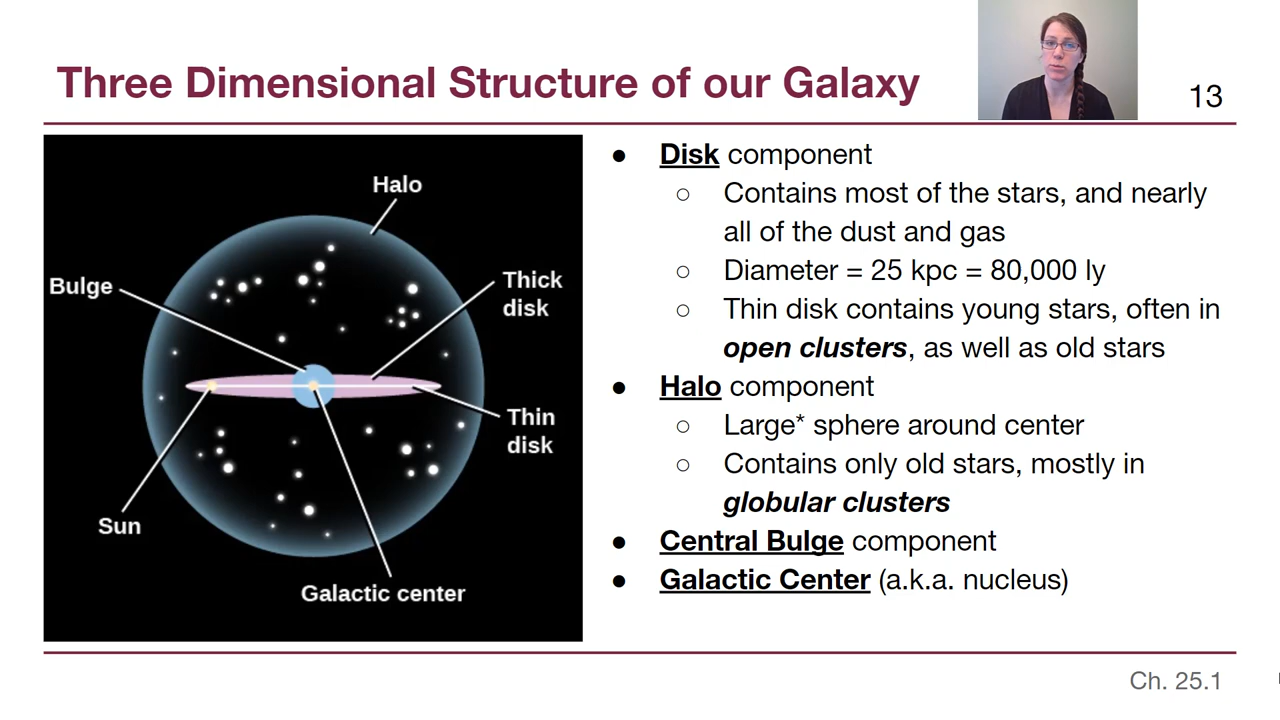 Three Dimensional Structure of our Galaxy
13
Halo
Bulge
Thick
disk
Thin
disk
Sun
Galactic center
● Disk component
○ Contains most of the stars, and nearly
all of the dust and gas
○ Diameter = 25 kpc = 80,000 ly
○ Thin disk contains young stars, often in
open clusters, as well as old stars
● Halo component
○ Large* sphere around center
○ Contains only old stars, mostly in
globular clusters
● Central Bulge component
● Galactic Center (a.k.a. nucleus)
Ch. 25.1